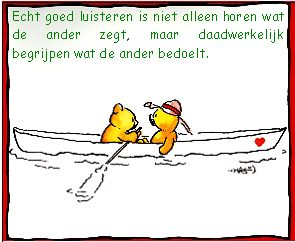 Echt goed luisteren is niet alleen horen wat
de ander zegt, maar daadwerkelijk
begrijpen wat de ander bedoelt.